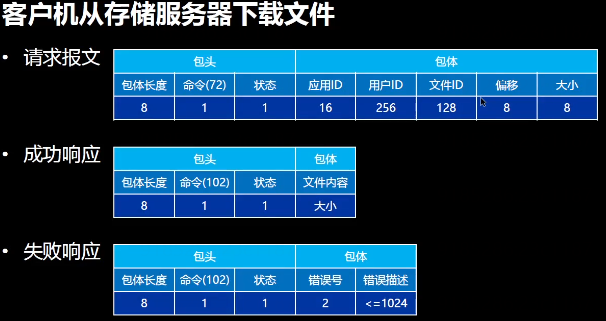 客户机从存储服务器下载文件
• 请求报文
包头 包体
包体长度 命令(72) 状态 应用ID 用户ID 文件ID 偏移 大小
8 1 1 16 256 128 8 8
• 成功响应
包头 包体
包体长度 命令(102) 状态 文件内容
8 1 1 大小
• 失败响应
包头 包体
包体长度 命令(102) 状态 错误号 错误描述
8 1 1 2 <=1024